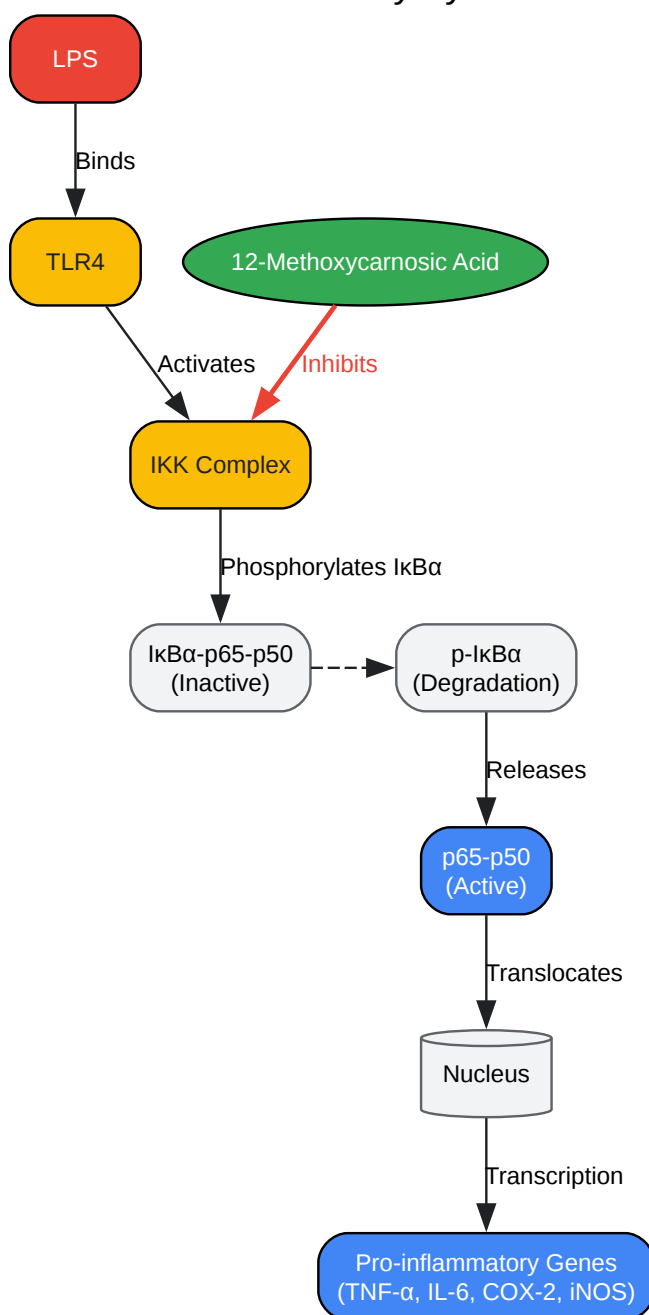 LPS
Binds
TLR4
12-Methoxycarnosic Acid
Activates
Inhibits
IKK Complex
Phosphorylates IκBα
IκBα-p65-p50
(Inactive)
p-IκBα
(Degradation)
Releases
p65-p50
(Active)
Translocates
Nucleus
Transcription
Pro-inflammatory Genes
(TNF-α, IL-6, COX-2, iNOS)